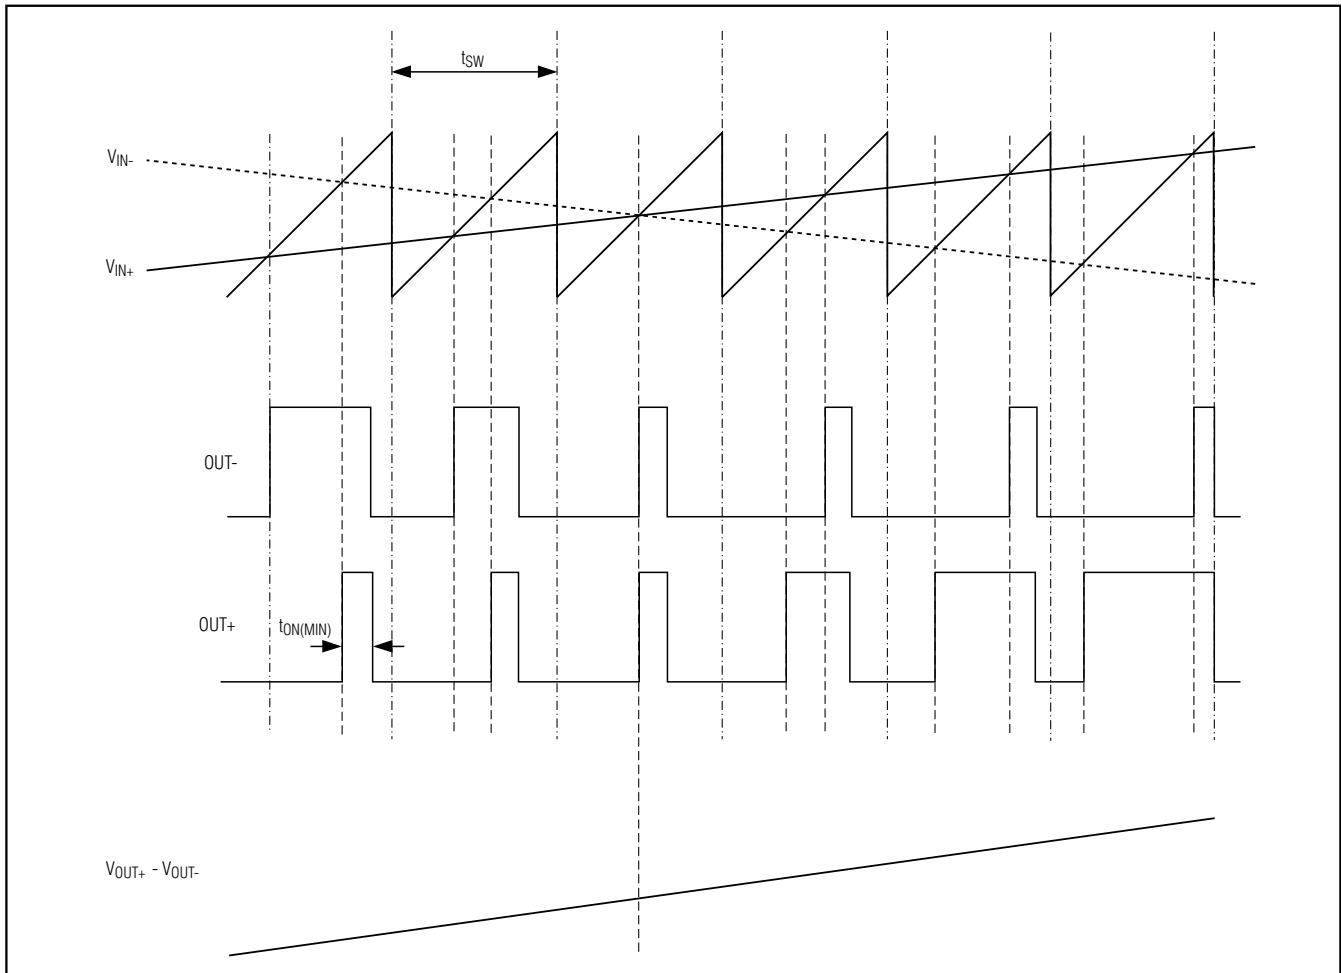 tSW
VIN-
VIN+
OUT-
OUT+
tON(MIN)
VOUT+ - VOUT-